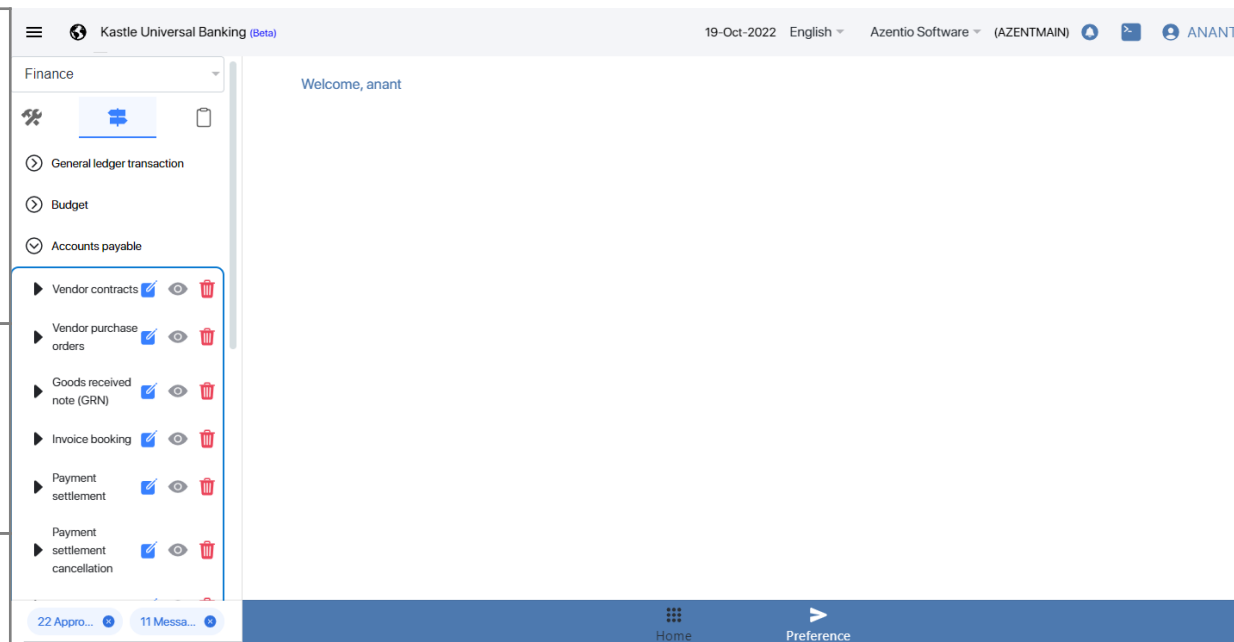 Kastle Universal Banking (Beta)
19-Oct-2022 English Azentio Software (AZENTMAIN) ANANT
Finance
Welcome, anant
General ledger transaction
Budget
Accounts payable
Vendor contracts
Vendor purchase
orders
Goods received
note (GRN)
Invoice booking
Payment
settlement
Payment
settlement
cancellation
22 Appro...
11 Messa...
Home
Preference